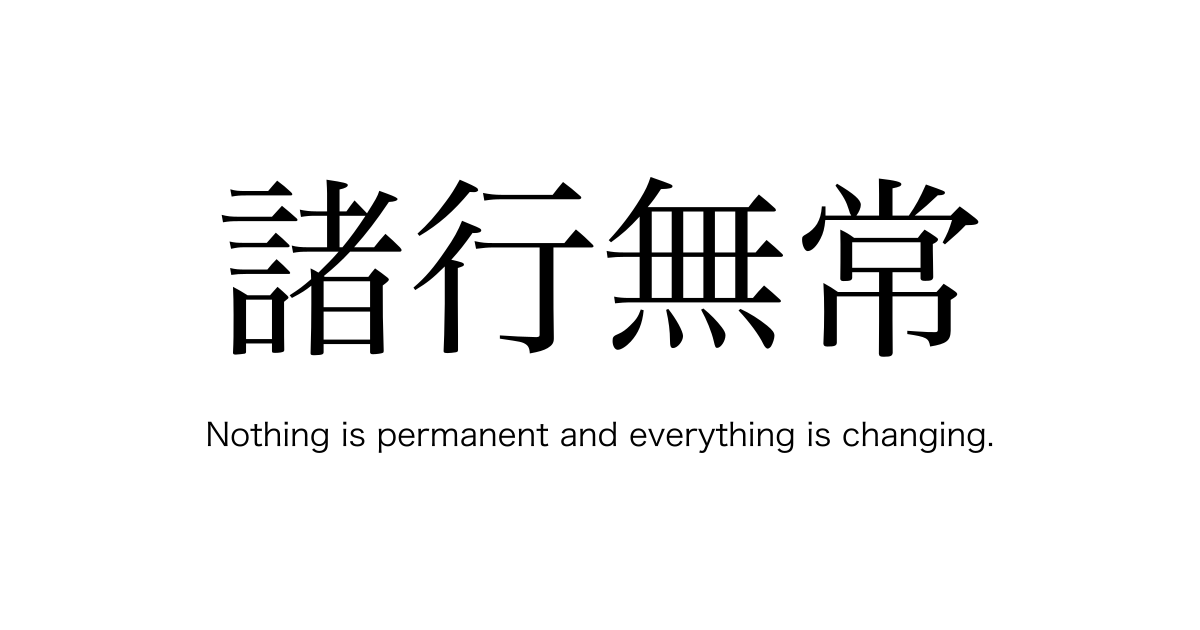 諸行無常
Nothing is permanent and everything is changing.